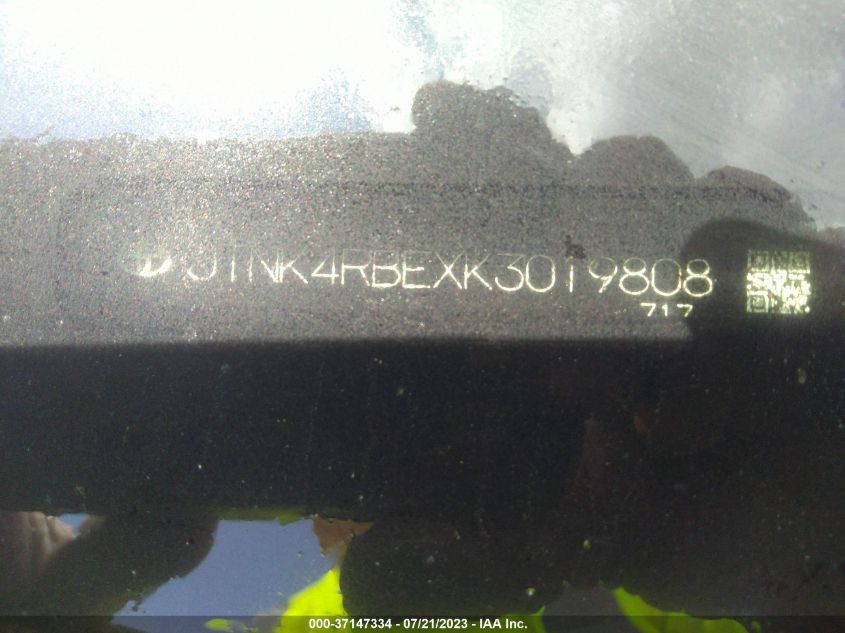 JTNK4RBEXK3019808
717
000-37147334 - 07/21/2023 - IAA Inc.